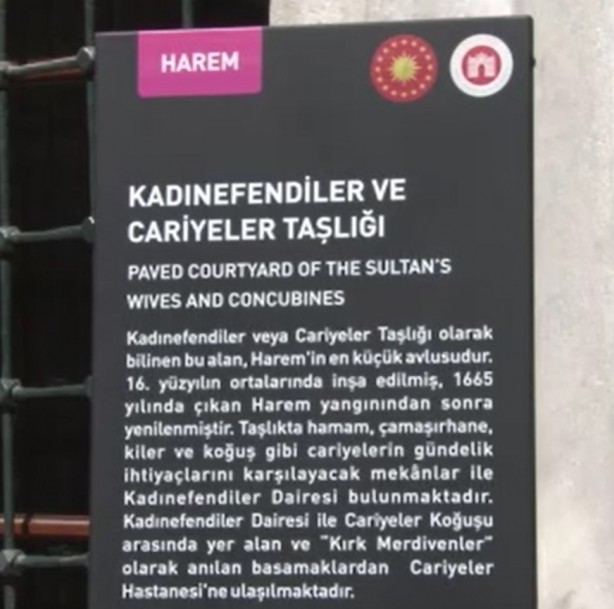 HAREM
KADINEFENDİLER VE
CARİYELER TAŞLIĞI
PAVED COURTYARD OF THE SULTAN'S
WIVES AND CONCUBINES
Kadınefendiler veya Cariyeler Taşlığı olarak
bilinen bu alan, Harem'in en küçük avlusudur.
16. yüzyılın ortalarında inşa edilmiş, 1665
yılında çıkan Harem yangınından sonra
yenilenmiştir. Taşlıkta hamam, çamaşırhane,
kiler ve koğuş gibi cariyelerin gündelik
ihtiyaçlarını karşılayacak mekânlar ile
Kadınefendiler Dairesi bulunmaktadır.
Kadınefendiler Dairesi ile Cariyeler Koğuşu
arasında yer alan ve "Kırk Merdivenler"
olarak anılan basamaklardan Cariyeler
Hastanesi'ne ulaşılmaktadır.